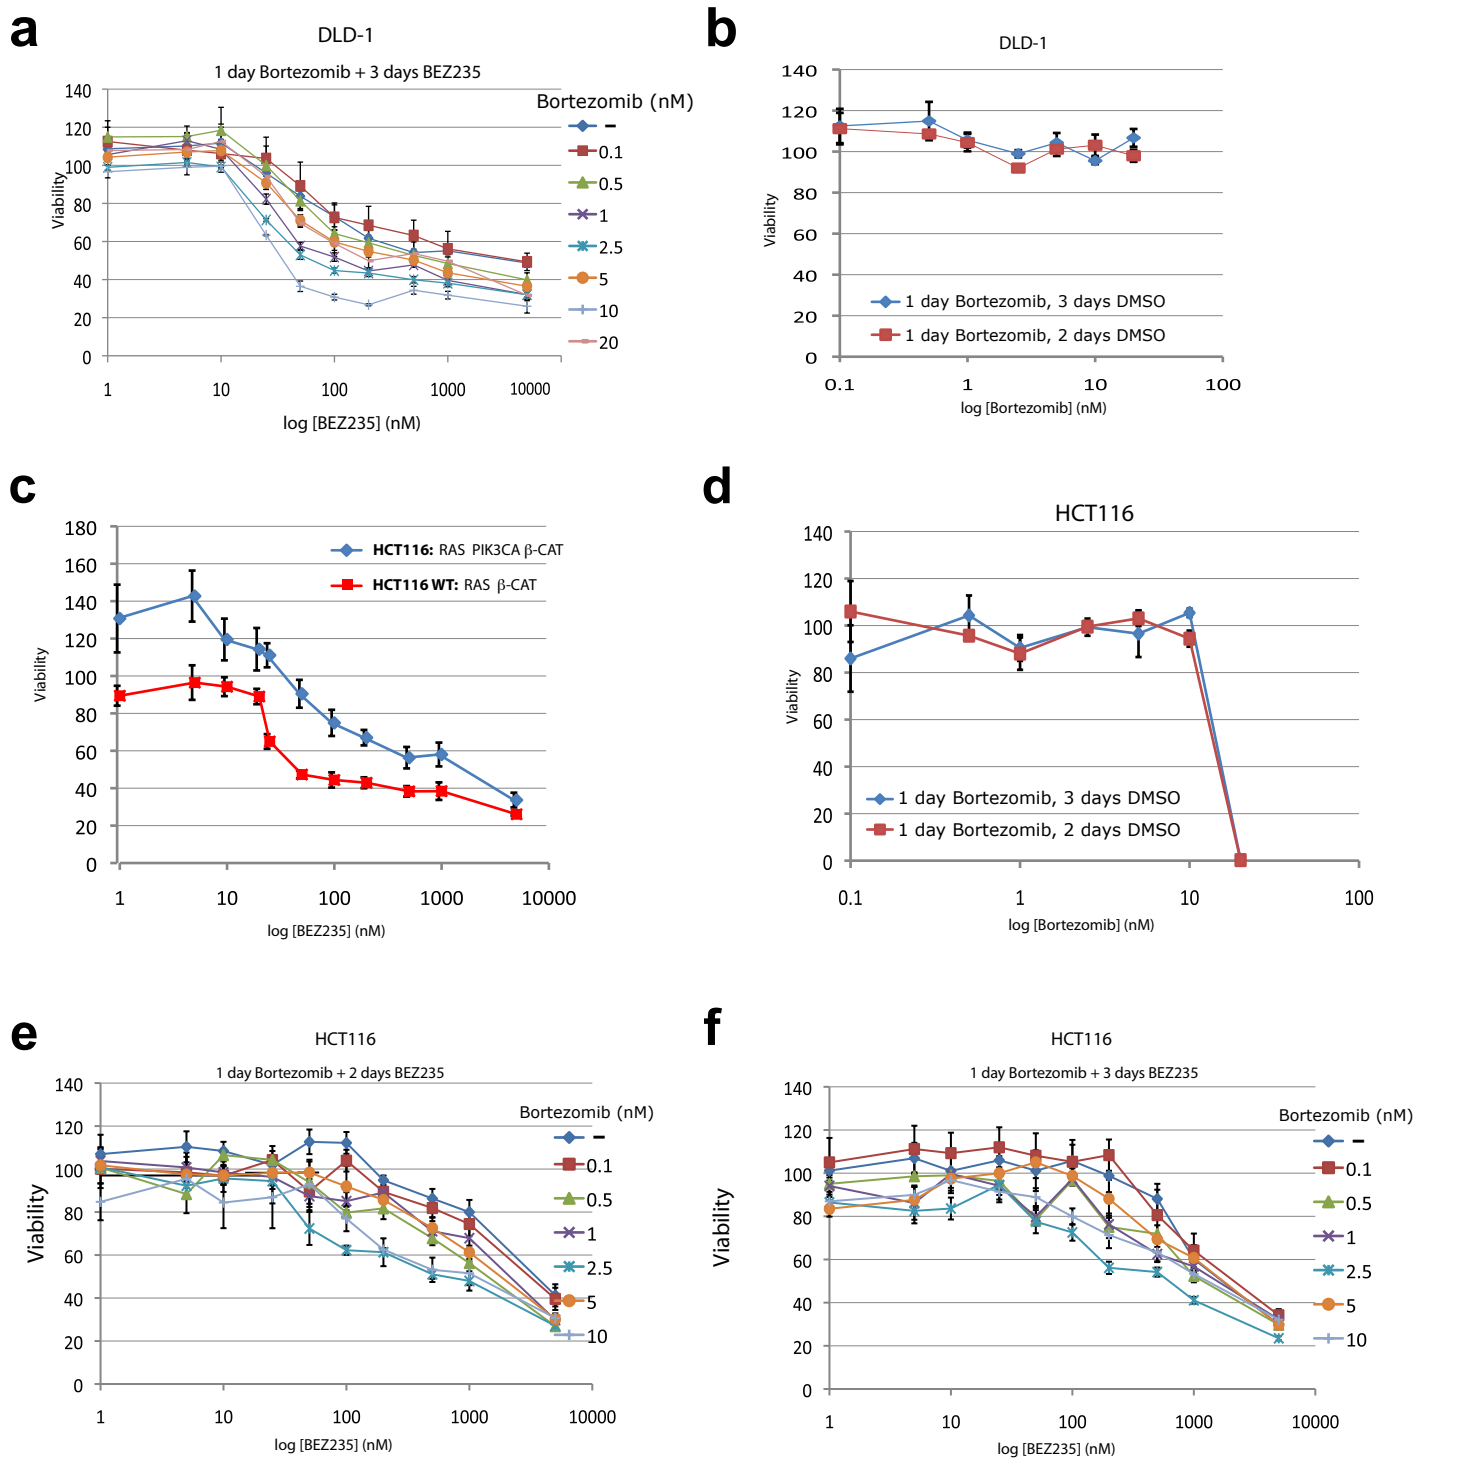 a
DLD-1
1 day Bortezomib + 3 days BEZ235
Viability
140
120
100
80
60
40
20
0
1 10 100 1000 10000
log [BEZ235] (nM)
Bortezomib (nM)
–
0.1
0.5
1
2.5
5
10
20
b
DLD-1
Viability
140
120
100
80
60
40
20
0
0.1 1 10 100
log [Bortezomib] (nM)
1 day Bortezomib, 3 days DMSO
1 day Bortezomib, 2 days DMSO
c
Viability
180
160
140
120
100
80
60
40
20
0
1 10 100 1000 10000
log [BEZ235] (nM)
HCT116: RAS PIK3CA β-CAT
HCT116 WT: RAS β-CAT
d
HCT116
Viability
140
120
100
80
60
40
20
0
0.1 1 10 100
log [Bortezomib] (nM)
1 day Bortezomib, 3 days DMSO
1 day Bortezomib, 2 days DMSO
e
HCT116
1 day Bortezomib + 2 days BEZ235
Viability
140
120
100
80
60
40
20
0
1 10 100 1000 10000
log [BEZ235] (nM)
Bortezomib (nM)
–
0.1
0.5
1
2.5
5
10
f
HCT116
1 day Bortezomib + 3 days BEZ235
Viability
140
120
100
80
60
40
20
0
1 10 100 1000 10000
log [BEZ235] (nM)
Bortezomib (nM)
–
0.1
0.5
1
2.5
5
10